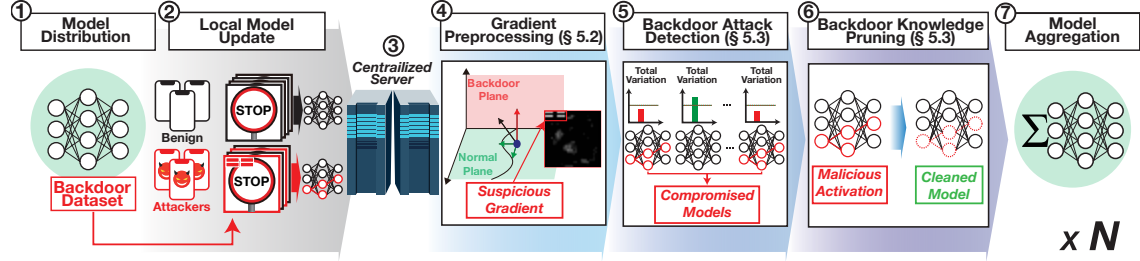 1
Model
Distribution
Backdoor
Dataset
2
Local Model
Update
Benign
Attackers
STOP
STOP
3
Centrailized
Server
4
Gradient
Preprocessing (§ 5.2)
Backdoor
Plane
Normal
Plane
Suspicious
Gradient
5
Backdoor Attack
Detection (§ 5.3)
Total
Variation
Total
Variation
Total
Variation
...
...
Compromised
Models
6
Backdoor Knowledge
Pruning (§ 5.3)
Malicious
Activation
Cleaned
Model
7
Model
Aggregation
Σ
x N